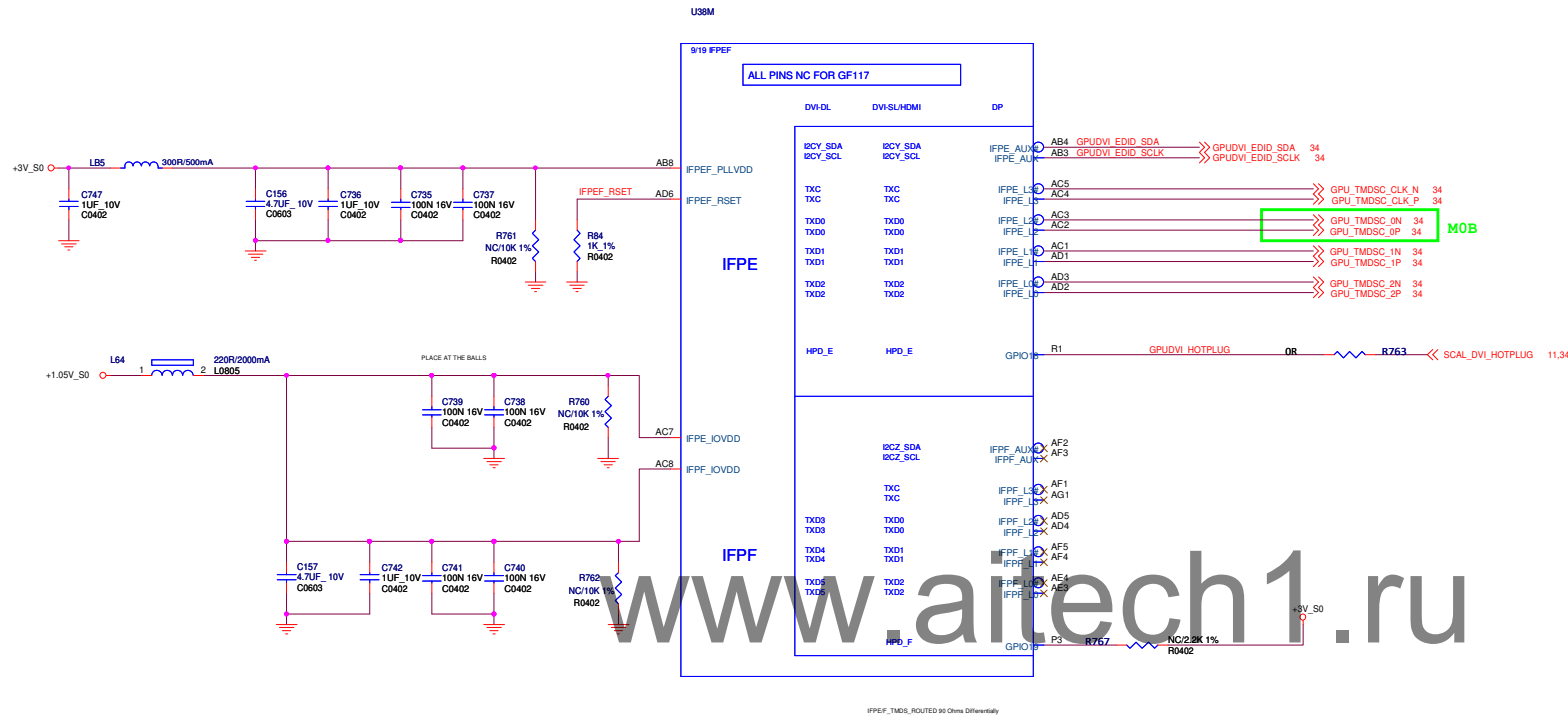 U38M
9/19 IFPEF
ALL PINS NC FOR GF117
DVI-DL DVI-SL/HDMI DP
+3V_S0
LB5 300R/500mA
C747
1UF_10V
C0402
C156
4.7UF_ 10V
C0603
C736
1UF_10V
C0402
C735
100N 16V
C0402
C737
100N 16V
C0402
R761
NC/10K 1%
R0402
IFPEF_RSET
R84
1K_1%
R0402
AB8 IFPEF_PLLVDD
AD6 IFPEF_RSET
IFPE
I2CY_SDA I2CY_SDA IFPE_AUX# AB4 GPUDVI_EDID_SDA GPUDVI_EDID_SDA 34
I2CY_SCL I2CY_SCL IFPE_AUX AB3 GPUDVI_EDID_SCLK GPUDVI_EDID_SCLK 34
TXC TXC IFPE_L3# AC5 GPU_TMDSC_CLK_N 34
TXC TXC IFPE_L3 AC4 GPU_TMDSC_CLK_P 34
TXD0 TXD0 IFPE_L2# AC3 GPU_TMDSC_0N 34
TXD0 TXD0 IFPE_L2 AC2 GPU_TMDSC_0P 34
M0B
TXD1 TXD1 IFPE_L1# AC1 GPU_TMDSC_1N 34
TXD1 TXD1 IFPE_L1 AD1 GPU_TMDSC_1P 34
TXD2 TXD2 IFPE_L0# AD3 GPU_TMDSC_2N 34
TXD2 TXD2 IFPE_L0 AD2 GPU_TMDSC_2P 34
HPD_E HPD_E GPIO18 R1 GPUDVI_HOTPLUG 0R R763 SCAL_DVI_HOTPLUG 11,34
+1.05V_S0
L64
1 2
220R/2000mA
L0805
PLACE AT THE BALLS
C739
100N 16V
C0402
C738
100N 16V
C0402
R760
NC/10K 1%
R0402
AC7 IFPE_IOVDD
AC8 IFPF_IOVDD
C157
4.7UF_ 10V
C0603
C742
1UF_10V
C0402
C741
100N 16V
C0402
C740
100N 16V
C0402
R762
NC/10K 1%
R0402
IFPF
I2CZ_SDA IFPF_AUX# AF2
I2CZ_SCL IFPF_AUX AF3
TXC IFPF_L3# AF1
TXC IFPF_L3 AG1
TXD3 TXD0 IFPF_L2# AD5
TXD3 TXD0 IFPF_L2 AD4
TXD4 TXD1 IFPF_L1# AF5
TXD4 TXD1 IFPF_L1 AF4
TXD5 TXD2 IFPF_L0# AE4
TXD5 TXD2 IFPF_L0 AE3
HPD_F GPIO19 P3 R767 NC/2.2K 1%
R0402
+3V_S0
www.aitech1.ru
IFPE/F_TMDS_ROUTED 90 Ohms Differentially